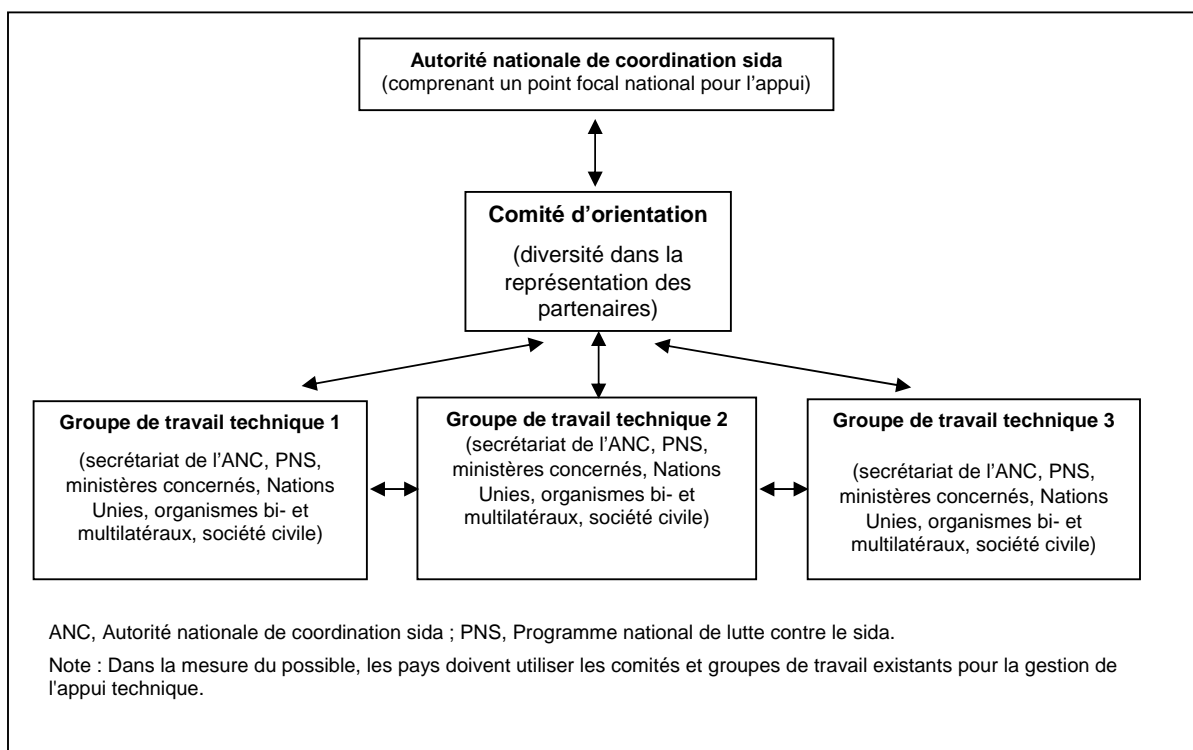 Autorité nationale de coordination sida
(comprenant un point focal national pour l'appui)
Comité d'orientation
(diversité dans la
représentation des
partenaires)
Groupe de travail technique 1
(secrétariat de l'ANC, PNS,
ministères concernés, Nations
Unies, organismes bi- et
multilatéraux, société civile)
Groupe de travail technique 2
(secrétariat de l'ANC, PNS,
ministères concernés, Nations
Unies, organismes bi- et
multilatéraux, société civile)
Groupe de travail technique 3
(secrétariat de l'ANC, PNS,
ministères concernés, Nations
Unies, organismes bi- et
multilatéraux, société civile)
ANC, Autorité nationale de coordination sida ; PNS, Programme national de lutte contre le sida.
Note : Dans la mesure du possible, les pays doivent utiliser les comités et groupes de travail existants pour la gestion de
l'appui technique.